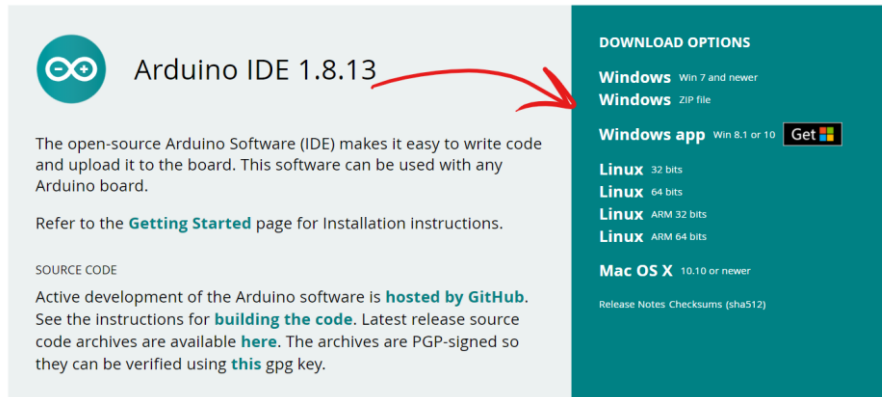 Arduino IDE 1.8.13
The open-source Arduino Software (IDE) makes it easy to write code
and upload it to the board. This software can be used with any
Arduino board.
Refer to the Getting Started page for Installation instructions.
SOURCE CODE
Active development of the Arduino software is hosted by GitHub.
See the instructions for building the code. Latest release source
code archives are available here. The archives are PGP-signed so
they can be verified using this gpg key.
DOWNLOAD OPTIONS
Windows Win 7 and newer
Windows ZIP file
Windows app Win 8.1 or 10 Get
Linux 32 bits
Linux 64 bits
Linux ARM 32 bits
Linux ARM 64 bits
Mac OS X 10.10 or newer
Release Notes Checksums (sha512)